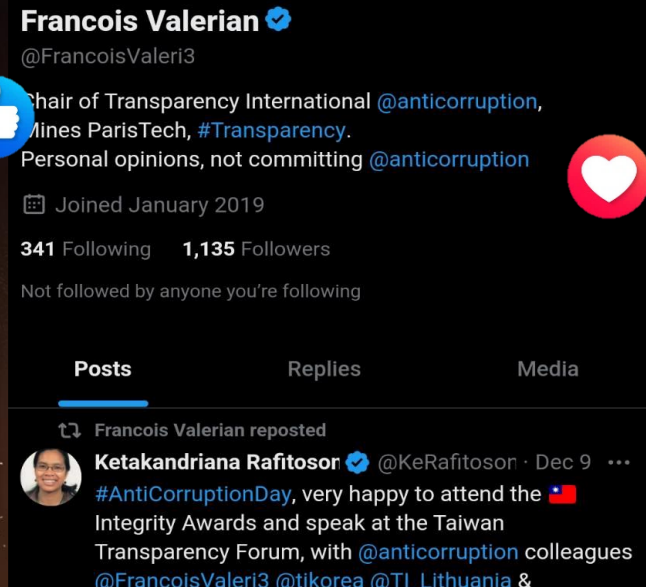 Francois Valerian
@FrancoisValeri3
Chair of Transparency International @anticorruption,
Mines ParisTech, #Transparency.
Personal opinions, not committing @anticorruption
Joined January 2019
341 Following 1,135 Followers
Not followed by anyone you're following
Posts Replies Media
Francois Valerian reposted
Ketakandriana Rafitoson @KeRafitoson · Dec 9 ...
#AntiCorruptionDay, very happy to attend the 🇹🇼
Integrity Awards and speak at the Taiwan
Transparency Forum, with @anticorruption colleagues
@FrancoisValeri3 @tikorea @TI_Lithuania &